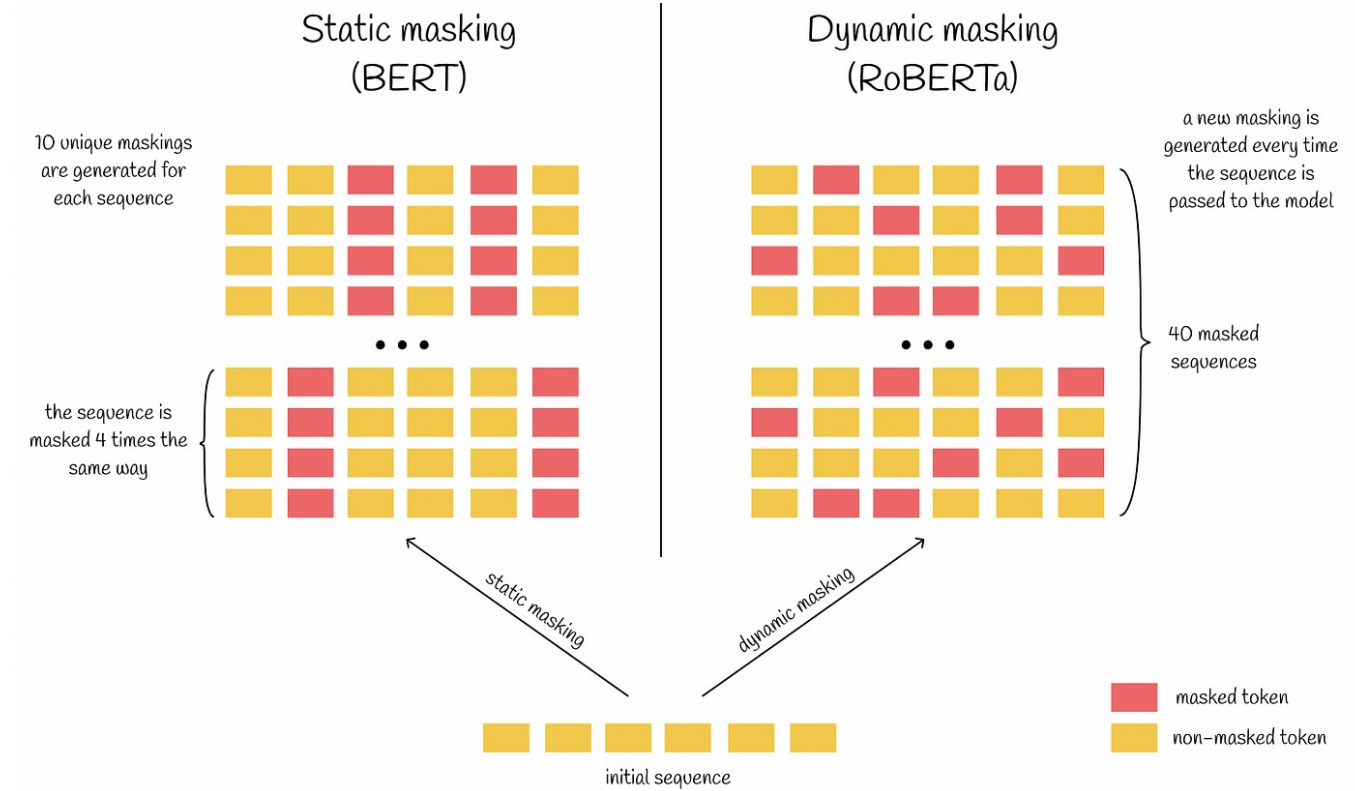 Static masking
(BERT)
10 unique maskings
are generated for
each sequence
the sequence is
masked 4 times the
same way
Dynamic masking
(RoBERTa)
a new masking is
generated every time
the sequence is
passed to the model
40 masked
sequences
static masking
dynamic masking
initial sequence
masked token
non-masked token